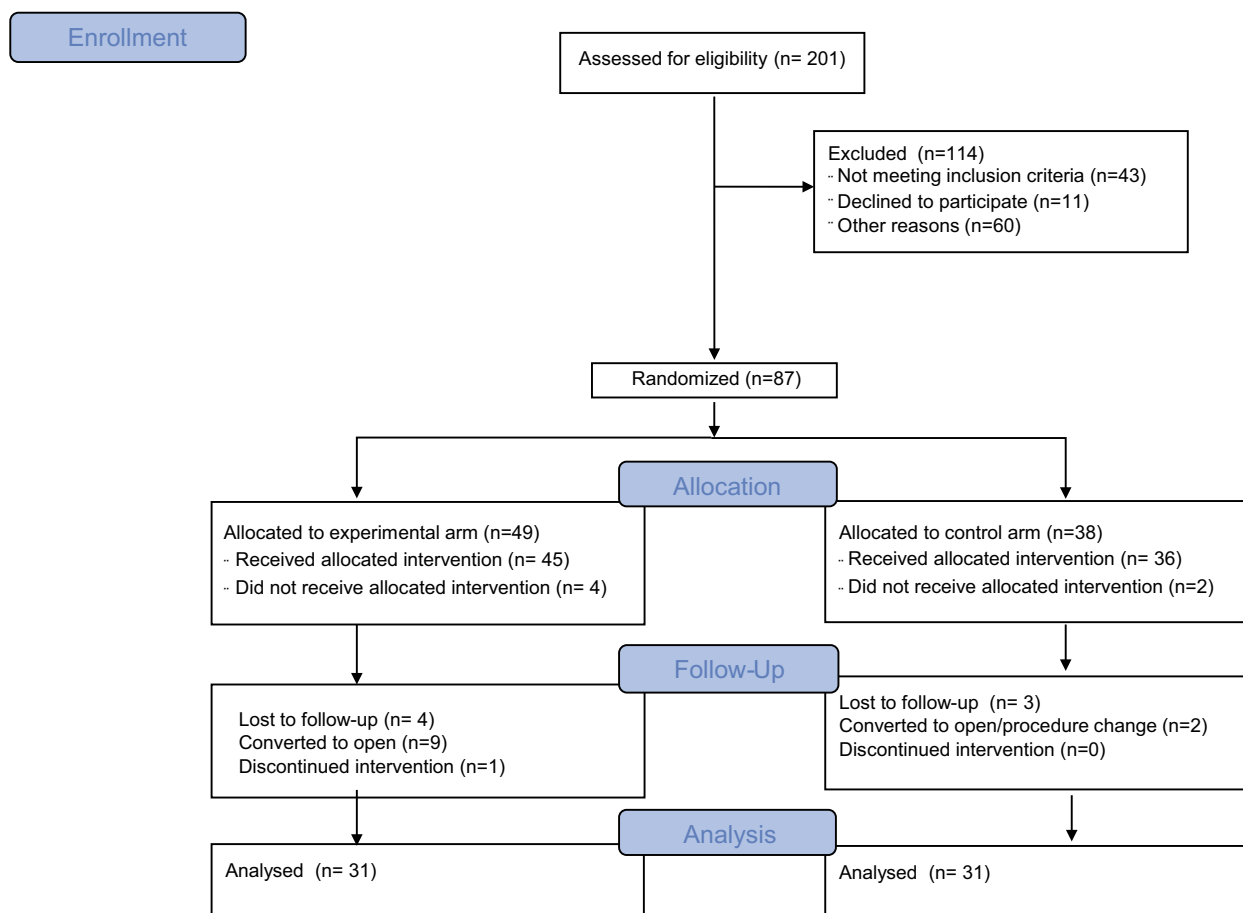 Enrollment
Assessed for eligibility (n= 201)
Excluded (n=114)
¨ Not meeting inclusion criteria (n=43)
¨ Declined to participate (n=11)
¨ Other reasons (n=60)
Randomized (n=87)
Allocation
Allocated to experimental arm (n=49)
¨ Received allocated intervention (n= 45)
¨ Did not receive allocated intervention (n= 4)
Allocated to control arm (n=38)
¨ Received allocated intervention (n= 36)
¨ Did not receive allocated intervention (n=2)
Follow-Up
Lost to follow-up (n= 4)
Converted to open (n=9)
Discontinued intervention (n=1)
Lost to follow-up (n= 3)
Converted to open/procedure change (n=2)
Discontinued intervention (n=0)
Analysis
Analysed (n= 31)
Analysed (n= 31)